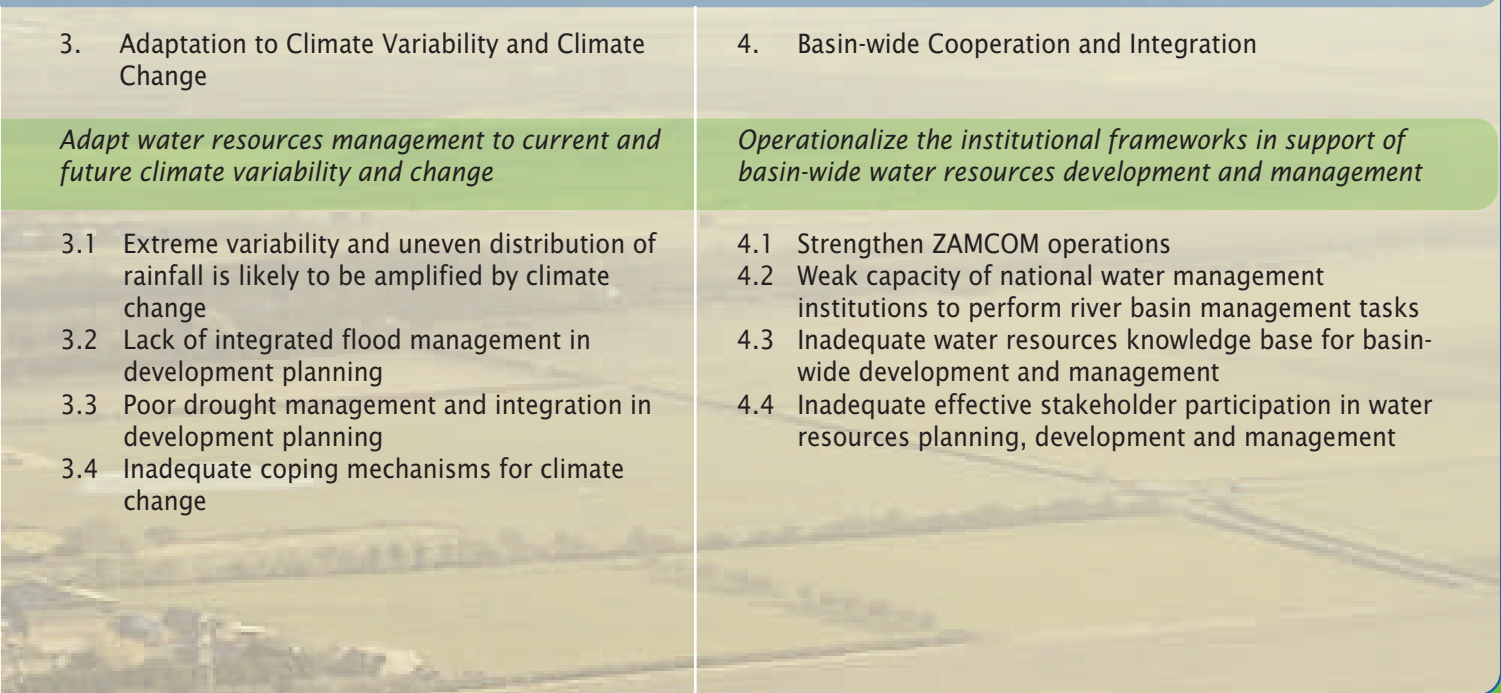 3. Adaptation to Climate Variability and Climate
Change
Adapt water resources management to current and
future climate variability and change
3.1 Extreme variability and uneven distribution of
rainfall is likely to be amplified by climate
change
3.2 Lack of integrated flood management in
development planning
3.3 Poor drought management and integration in
development planning
3.4 Inadequate coping mechanisms for climate
change
4. Basin-wide Cooperation and Integration
Operationalize the institutional frameworks in support of
basin-wide water resources development and management
4.1 Strengthen ZAMCOM operations
4.2 Weak capacity of national water management
institutions to perform river basin management tasks
4.3 Inadequate water resources knowledge base for basin-
wide development and management
4.4 Inadequate effective stakeholder participation in water
resources planning, development and management